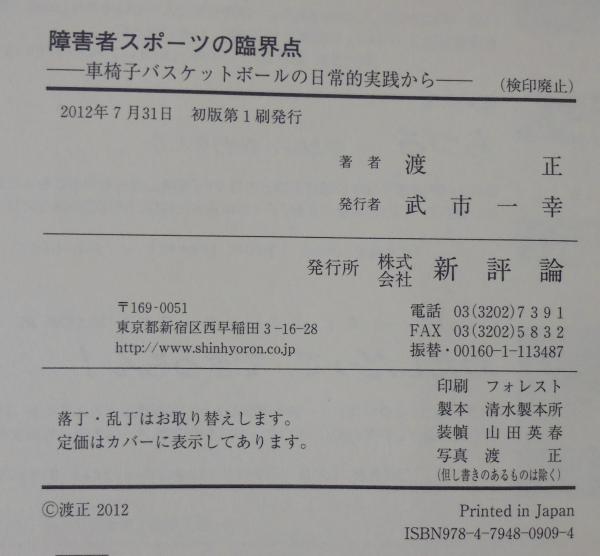 障害者スポーツの臨界点
――車椅子バスケットボールの日常的実践から―― (検印廃止)
2012年7月31日 初版第1刷発行
著者 渡 正
発行者 武市一幸
発行所 株式会社 新評論
〒169-0051
東京都新宿区西早稲田3-16-28
http://www.shinhyoron.co.jp
電話 03(3202)7391
FAX 03(3202)5832
振替・00160-1-113487
落丁・乱丁はお取り替えします。
定価はカバーに表示してあります。
印刷 フォレスト
製本 清水製本所
装幀 山田英春
写真 渡 正
(但し書きのあるものは除く)
©渡正 2012
Printed in Japan
ISBN978-4-7948-0909-4